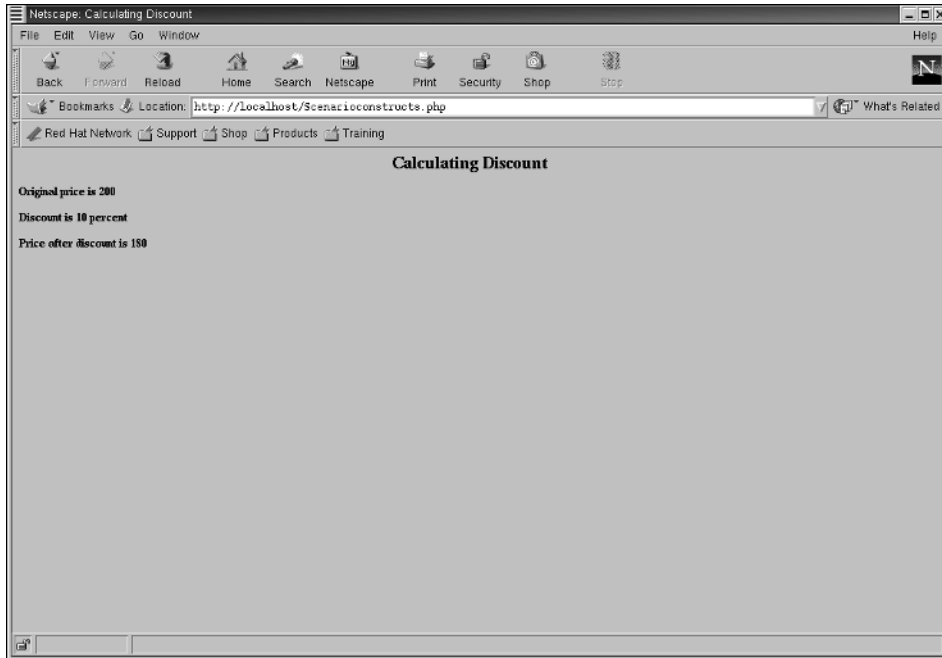 Netscape: Calculating Discount
File Edit View Go Window Help
Back Forward Reload Home Search Netscape Print Security Shop Stop
N
Bookmarks Location: http://localhost/Scenarioconstructs.php What's Related
Red Hat Network Support Shop Products Training
Calculating Discount
Original price is 200
Discount is 10 percent
Price after discount is 180